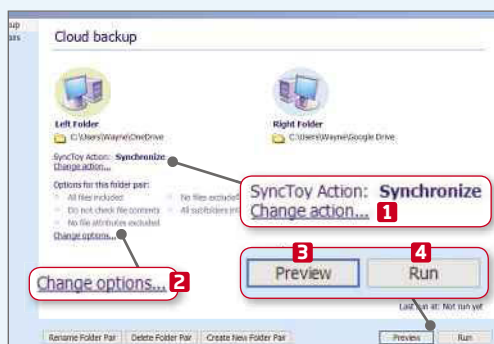 Cloud backup
Left Folder
Right Folder
C:\Users\Wayne\OneDrive
C:\Users\Wayne\Google Drive
SyncToy Action: Synchronize
Change action...
Options for this folder pair:
All files included
No files excluded
Do not check file contents
All subfolders
No file attributes excluded
Change options...
SyncToy Action: Synchronize
Change action... 1
Change options... 2
3 4
Preview Run
Last run at: Not run yet
Rename Folder Pair Delete Folder Pair Create New Folder Pair Preview Run